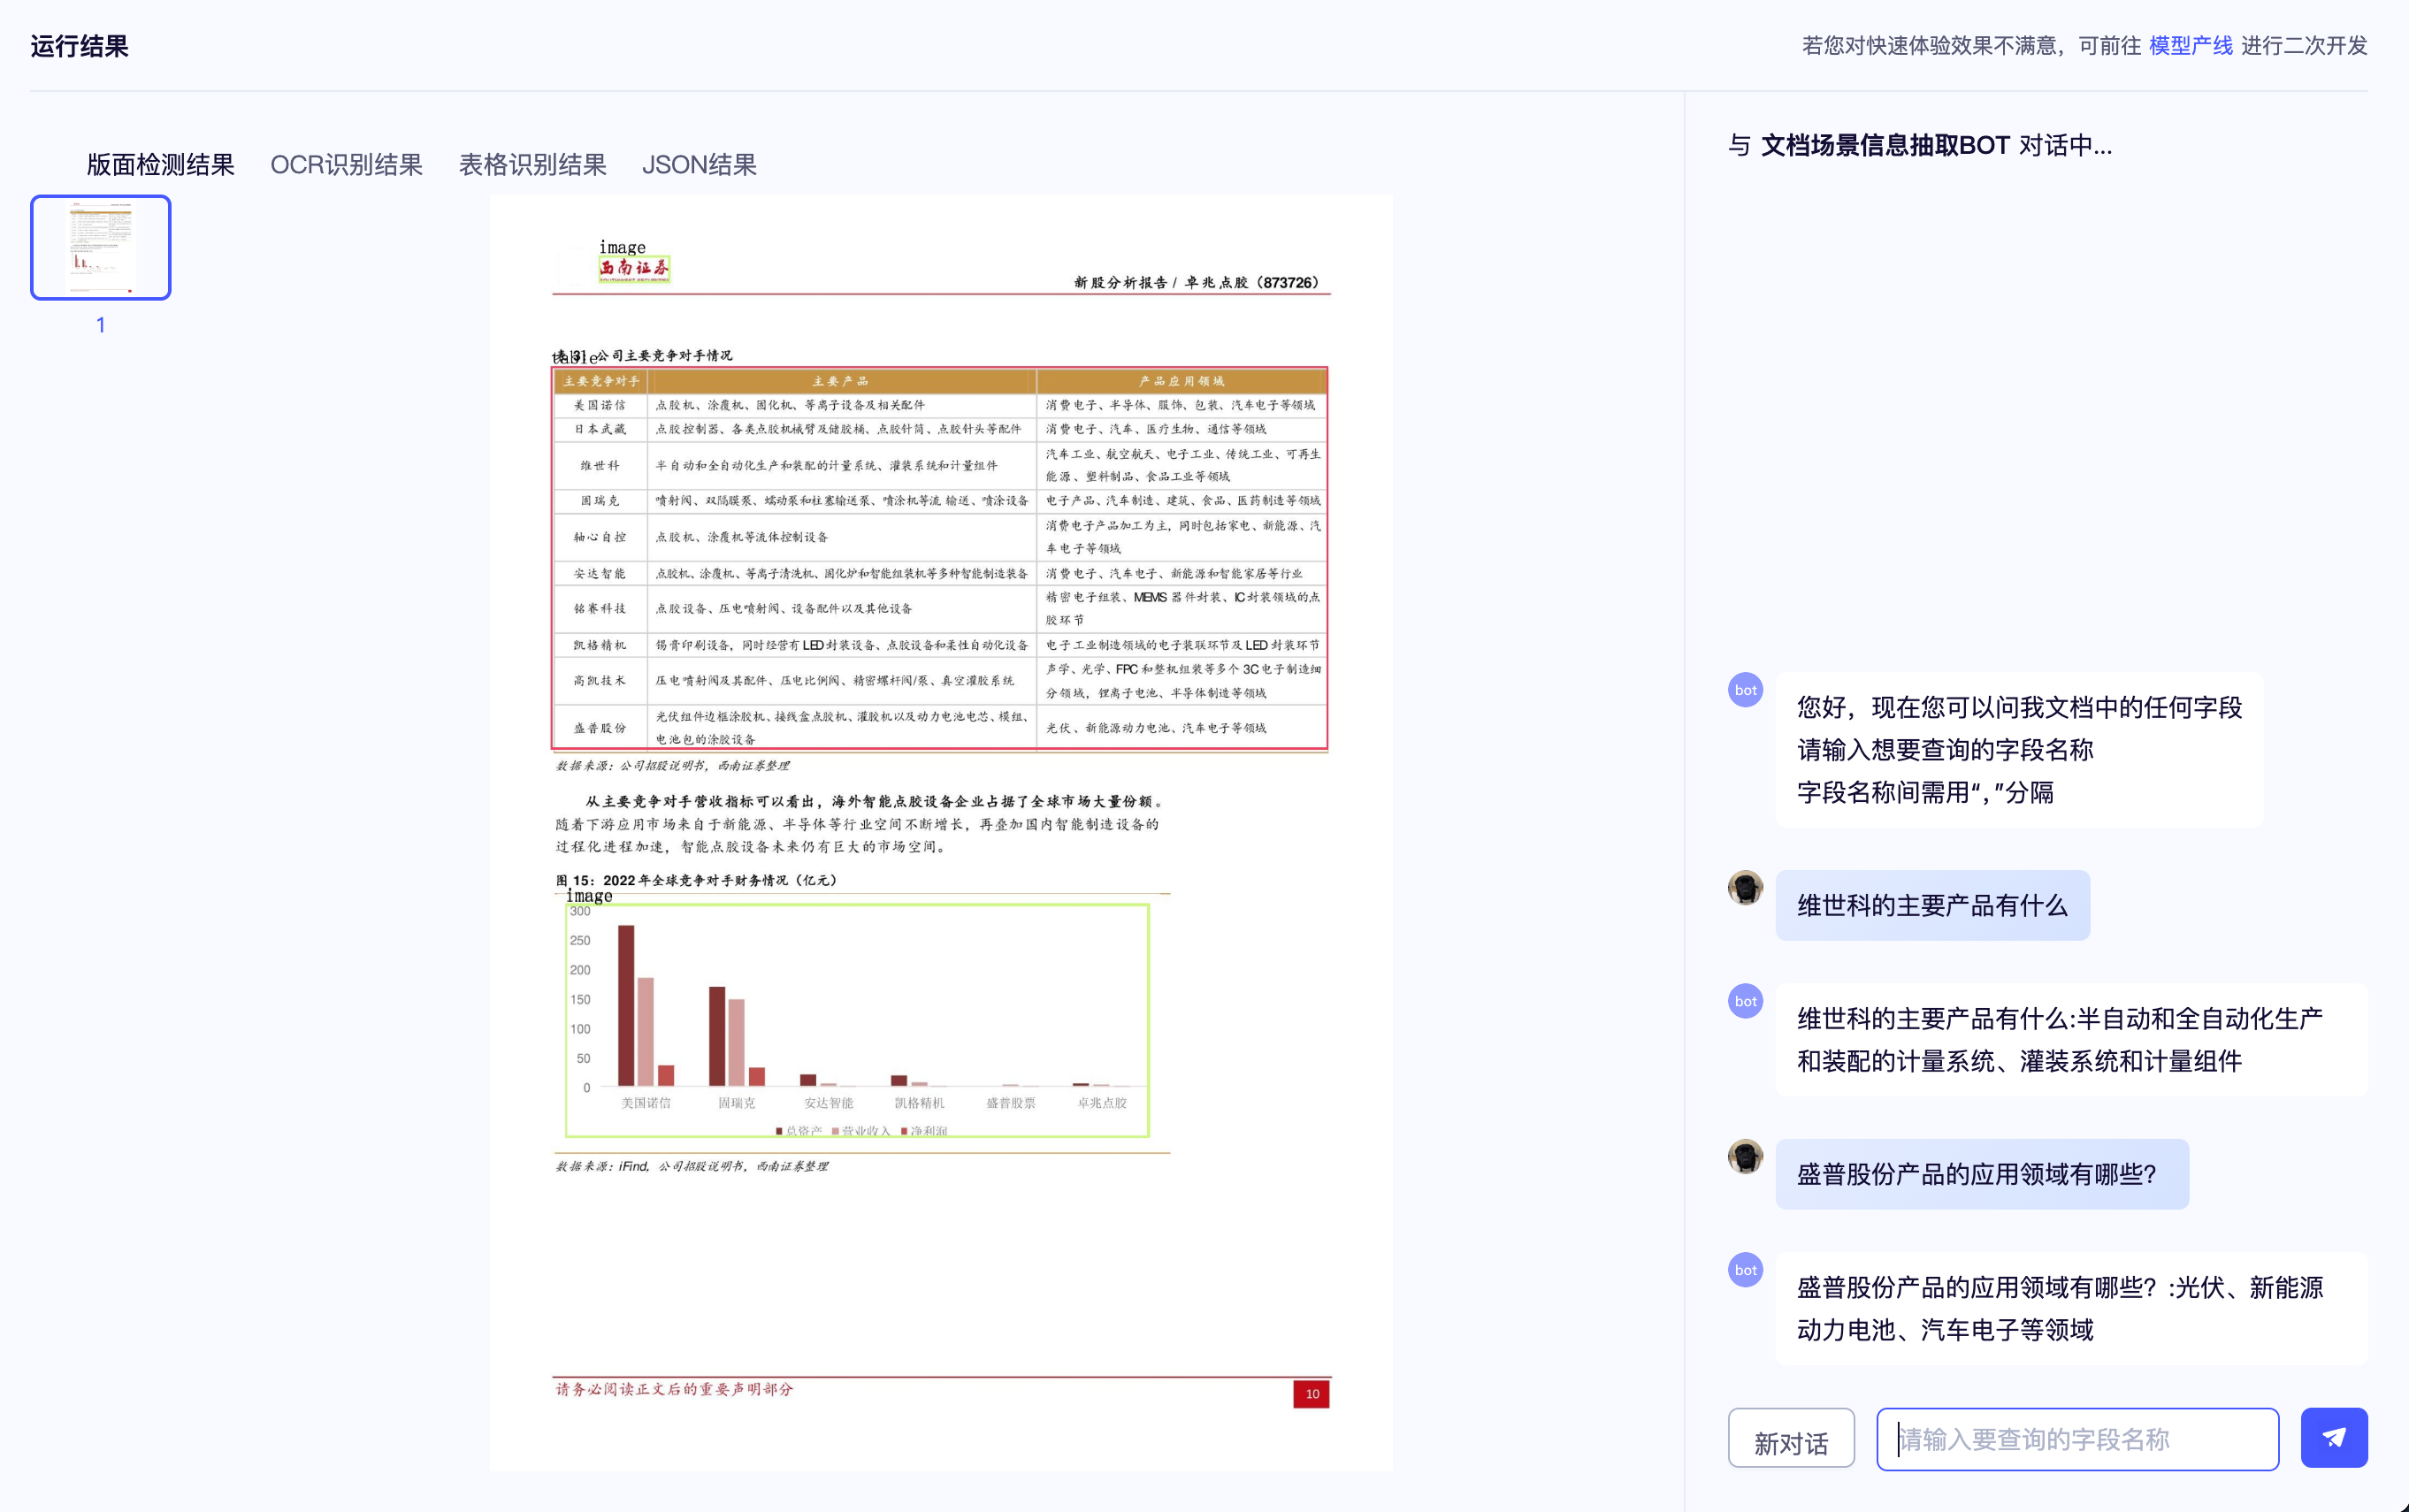 运行结果
若您对快速体验效果不满意，可前往 模型产线 进行二次开发
版面检测结果 OCR识别结果 表格识别结果 JSON结果
1
image
西南证券
新股分析报告 / 卓兆点胶（873726）
table
公司主要竞争对手情况
主要竞争对手 主要产品 产品应用领域
美国诺信 点胶机、涂覆机、固化机、等离子设备及相关配件 消费电子、半导体、服饰、包装、汽车电子等领域
日本武藏 点胶控制器、各类点胶机械臂及储胶桶、点胶针筒、点胶针头等配件 消费电子、汽车、医疗生物、通信等领域
维世科 半自动和全自动化生产和装配的计量系统、灌装系统和计量组件 汽车工业、航空航天、电子工业、传统工业、可再生
能源、塑料制品、食品工业等领域
固瑞克 喷射阀、双隔膜泵、蠕动泵和柱塞输送泵、喷涂机等流 输送、喷涂设备 电子产品、汽车制造、建筑、食品、医药制造等领域
轴心自控 点胶机、涂覆机等流体控制设备 消费电子产品加工为主，同时包括家电、新能源、汽
车电子等领域
安达智能 点胶机、涂覆机、等离子清洗机、固化炉和智能组装机等多种智能制造装备 消费电子、汽车电子、新能源和智能家居等行业
铭赛科技 点胶设备、压电喷射阀、设备配件以及其他设备 精密电子组装、MEMS 器件封装、IC 封装领域的点
胶环节
凯格精机 锡膏印刷设备，同时经营有 LED 封装设备、点胶设备和柔性自动化设备 电子工业制造领域的电子装联环节及 LED 封装环节
高凯技术 压电喷射阀及其配件、压电比例阀、精密螺杆阀/泵、真空灌胶系统 声学、光学、FPC 和整机组装等多个 3C 电子制造细
分领域，锂离子电池、半导体制造等领域
盛普股份 光伏组件边框涂胶机、接线盒点胶机、灌胶机以及动力电池电芯、模组、
电池包的涂胶设备 光伏、新能源动力电池、汽车电子等领域
数据来源：公司招股说明书，西南证券整理
从主要竞争对手营收指标可以看出，海外智能点胶设备企业占据了全球市场大量份额。
随着下游应用市场来自于新能源、半导体等行业空间不断增长，再叠加国内智能制造设备的
过程化进程加速，智能点胶设备未来仍有巨大的市场空间。
图 15：2022 年全球竞争对手财务情况（亿元）
image
300
250
200
150
100
50
0
美国诺信 固瑞克 安达智能 凯格精机 盛普股票 卓兆点胶
总资产 营业收入 净利润
数据来源：iFind，公司招股说明书，西南证券整理
请务必阅读正文后的重要声明部分
10
与 文档场景信息抽取BOT 对话中...
bot
您好，现在您可以问我文档中的任何字段
请输入想要查询的字段名称
字段名称间需用“，”分隔
维世科的主要产品有什么
bot
维世科的主要产品有什么:半自动和全自动化生产
和装配的计量系统、灌装系统和计量组件
盛普股份产品的应用领域有哪些？
bot
盛普股份产品的应用领域有哪些？:光伏、新能源
动力电池、汽车电子等领域
新对话
请输入要查询的字段名称